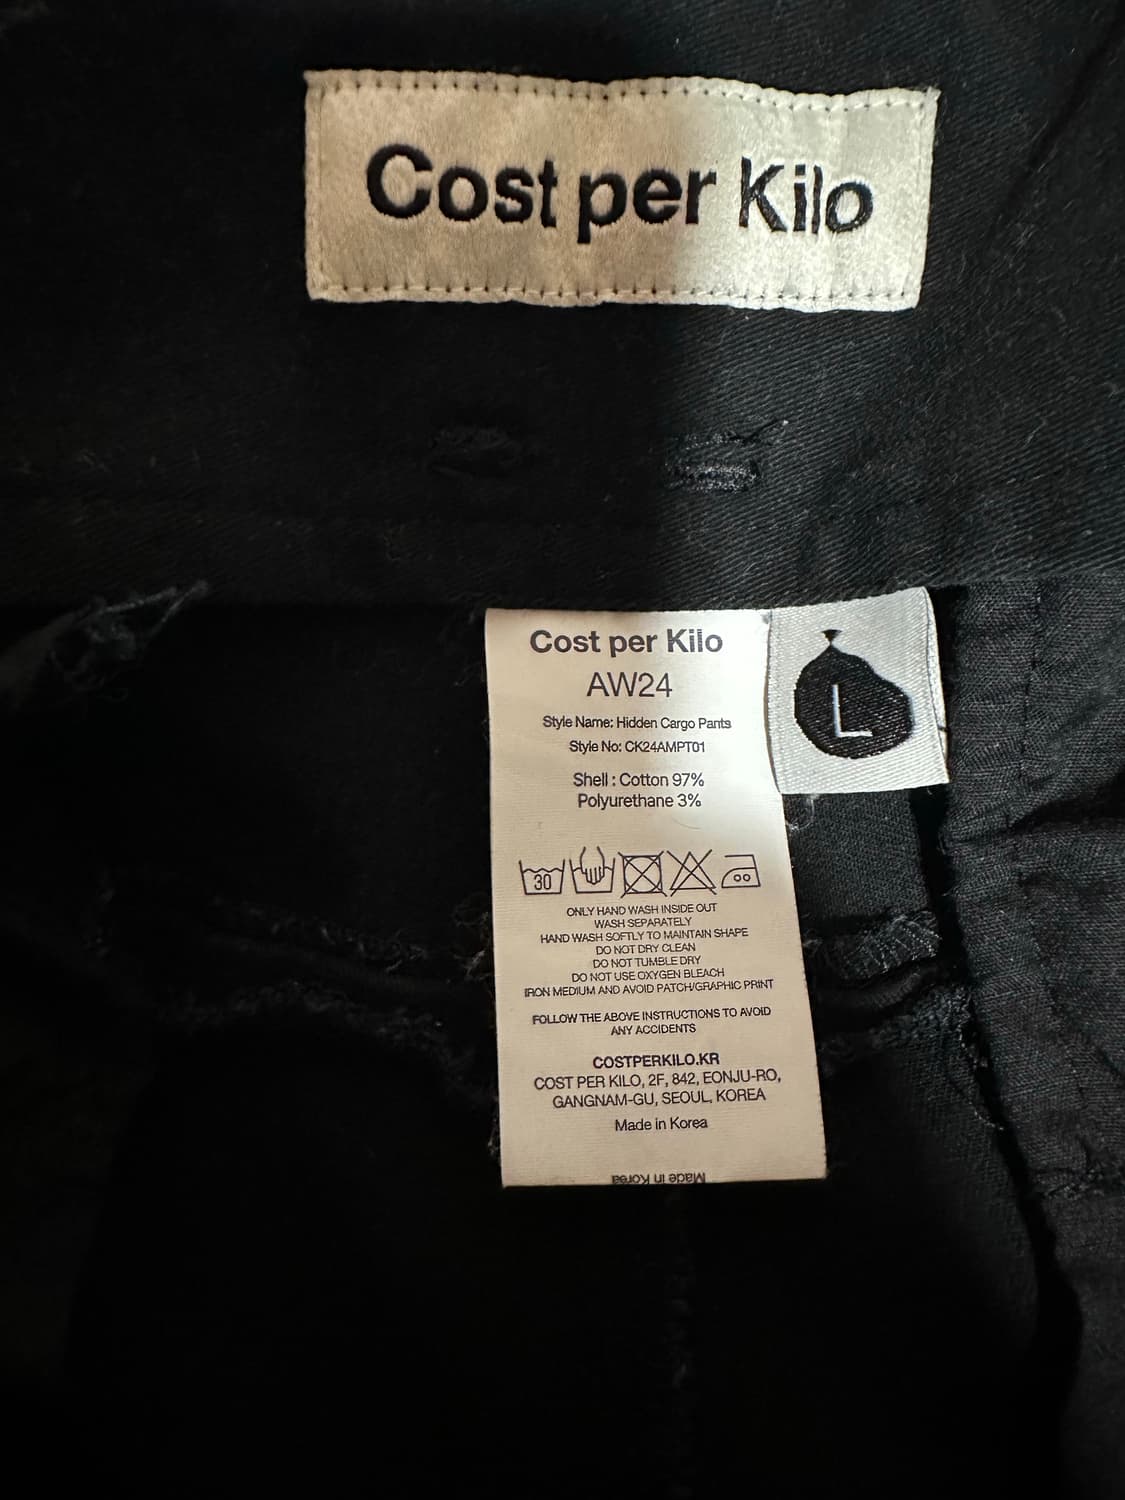 Cost per Kilo
Cost per Kilo
AW24
Style Name: Hidden Cargo Pants
Style No: CK24AMPT01
Shell : Cotton 97%
Polyurethane 3%
L
30
ONLY HAND WASH INSIDE OUT
WASH SEPARATELY
HAND WASH SOFTLY TO MAINTAIN SHAPE
DO NOT DRY CLEAN
DO NOT TUMBLE DRY
DO NOT USE OXYGEN BLEACH
IRON MEDIUM AND AVOID PATCH/GRAPHIC PRINT
FOLLOW THE ABOVE INSTRUCTIONS TO AVOID
ANY ACCIDENTS
COSTPERKILO.KR
COST PER KILO, 2F, 842, EONJU-RO,
GANGNAM-GU, SEOUL, KOREA
Made in Korea
Made in Korea